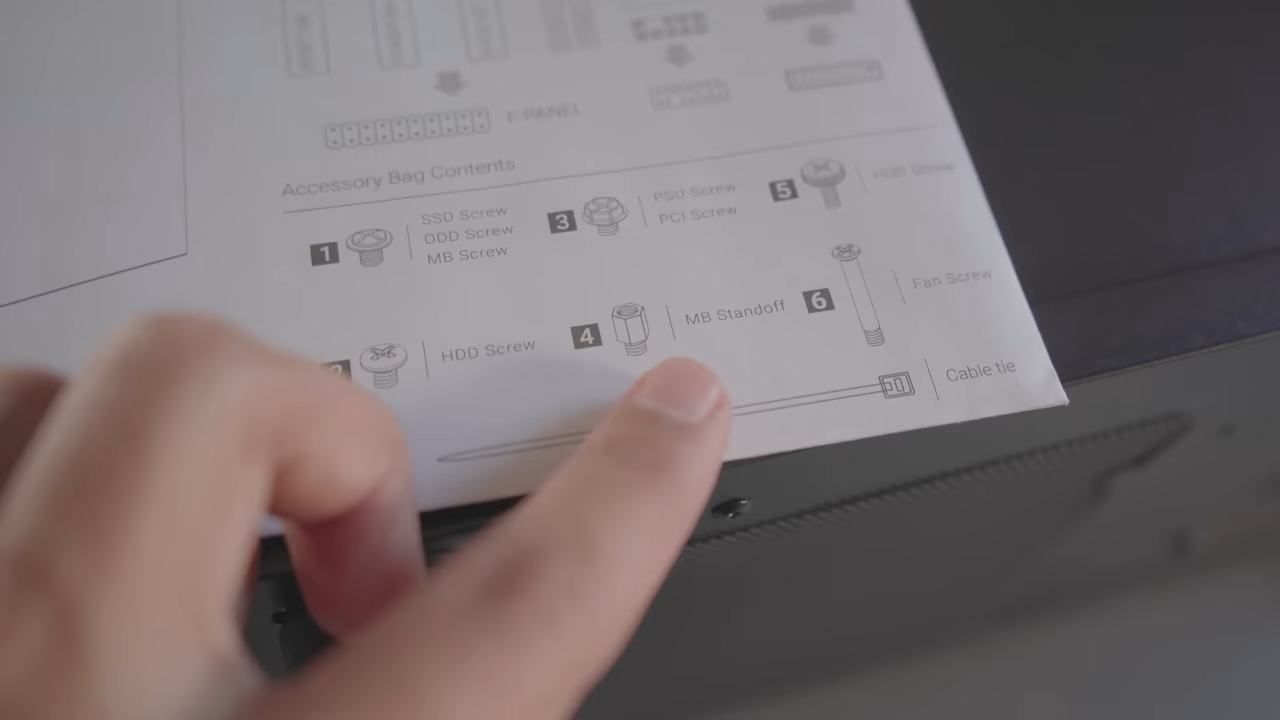 F-PANEL
Accessory Bag Contents
1
SSD Screw
ODD Screw
MB Screw
2
HDD Screw
3
PSU Screw
PCI Screw
4
MB Standoff
5
HDD Screw
6
Fan Screw
Cable tie